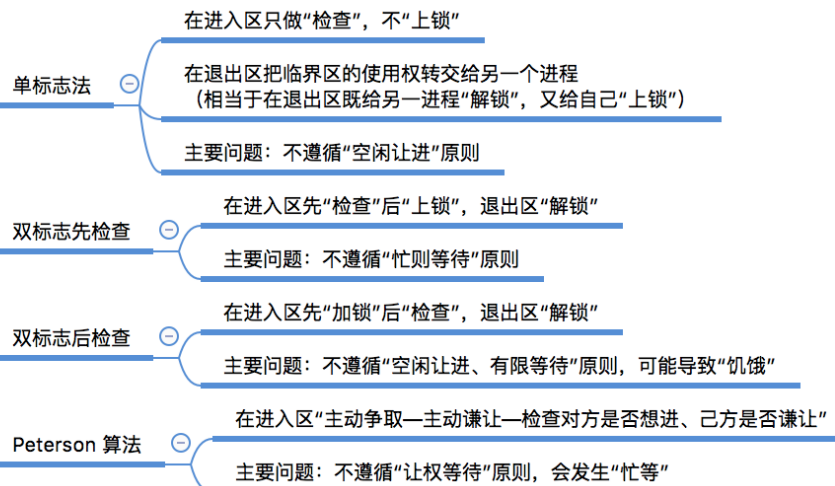 单标志法
在进入区只做“检查”，不“上锁”
在退出区把临界区的使用权转交给另一个进程
（相当于在退出区既给另一进程“解锁”，又给自己“上锁”）
主要问题：不遵循“空闲让进”原则
双标志先检查
在进入区先“检查”后“上锁”，退出区“解锁”
主要问题：不遵循“忙则等待”原则
双标志后检查
在进入区先“加锁”后“检查”，退出区“解锁”
主要问题：不遵循“空闲让进、有限等待”原则，可能导致“饥饿”
Peterson 算法
在进入区“主动争取—主动谦让—检查对方是否想进、己方是否谦让”
主要问题：不遵循“让权等待”原则，会发生“忙等”